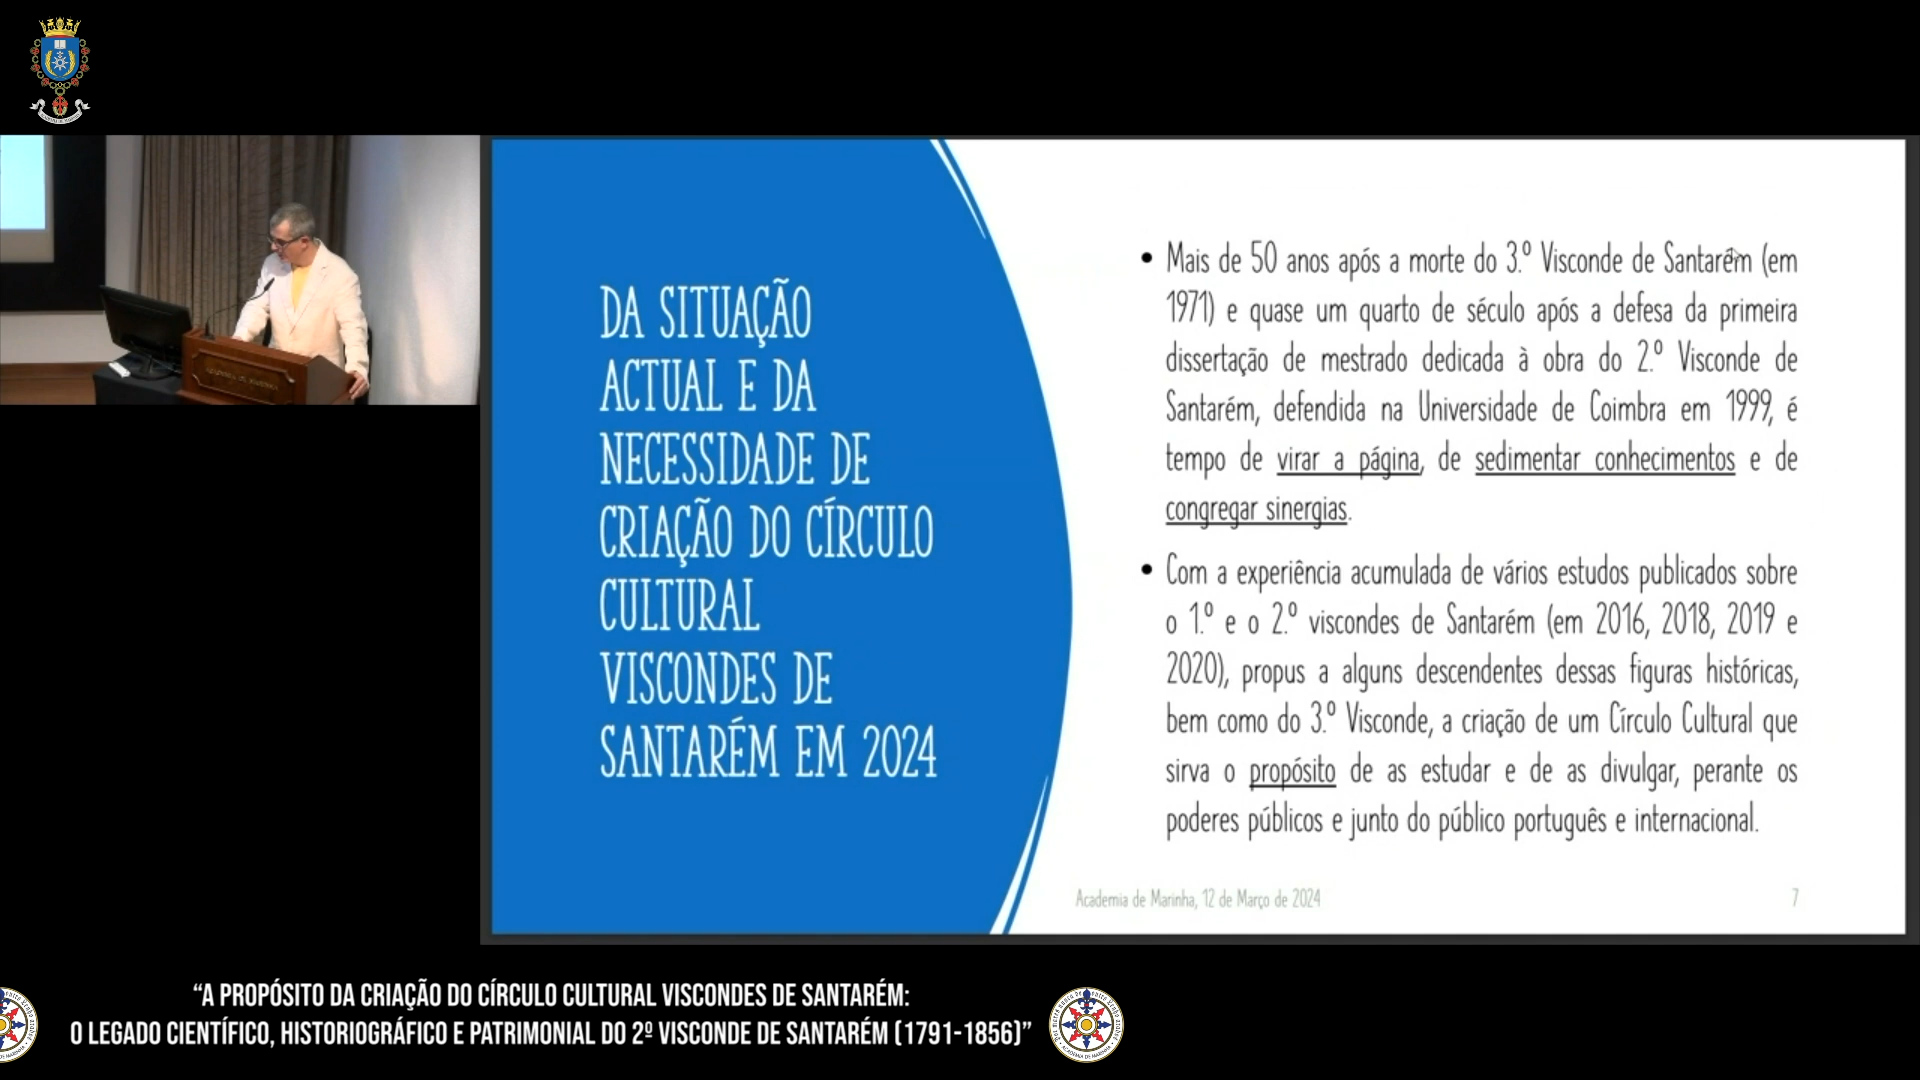 DA SITUAÇÃO
ACTUAL E DA
NECESSIDADE DE
CRIAÇÃO DO CÍRCULO
CULTURAL
VISCONDES DE
SANTARÉM EM 2024
• Mais de 50 anos após a morte do 3.º Visconde de Santarém (em
1971) e quase um quarto de século após a defesa da primeira
dissertação de mestrado dedicada à obra do 2.º Visconde de
Santarém, defendida na Universidade de Coimbra em 1999, é
tempo de virar a página, de sedimentar conhecimentos e de
congregar sinergias.
• Com a experiência acumulada de vários estudos publicados sobre
o 1.º e o 2.º viscondes de Santarém (em 2016, 2018, 2019 e
2020), propus a alguns descendentes dessas figuras históricas,
bem como do 3.º Visconde, a criação de um Círculo Cultural que
sirva o propósito de as estudar e de as divulgar, perante os
poderes públicos e junto do público português e internacional.
Academia de Marinha, 12 de Março de 2024
7
ACADEMIA DE MARINHA
“A PROPÓSITO DA CRIAÇÃO DO CÍRCULO CULTURAL VISCONDES DE SANTARÉM:
O LEGADO CIENTÍFICO, HISTORIOGRÁFICO E PATRIMONIAL DO 2º VISCONDE DE SANTARÉM (1791-1856)”
ACADEMIA DE MARINHA